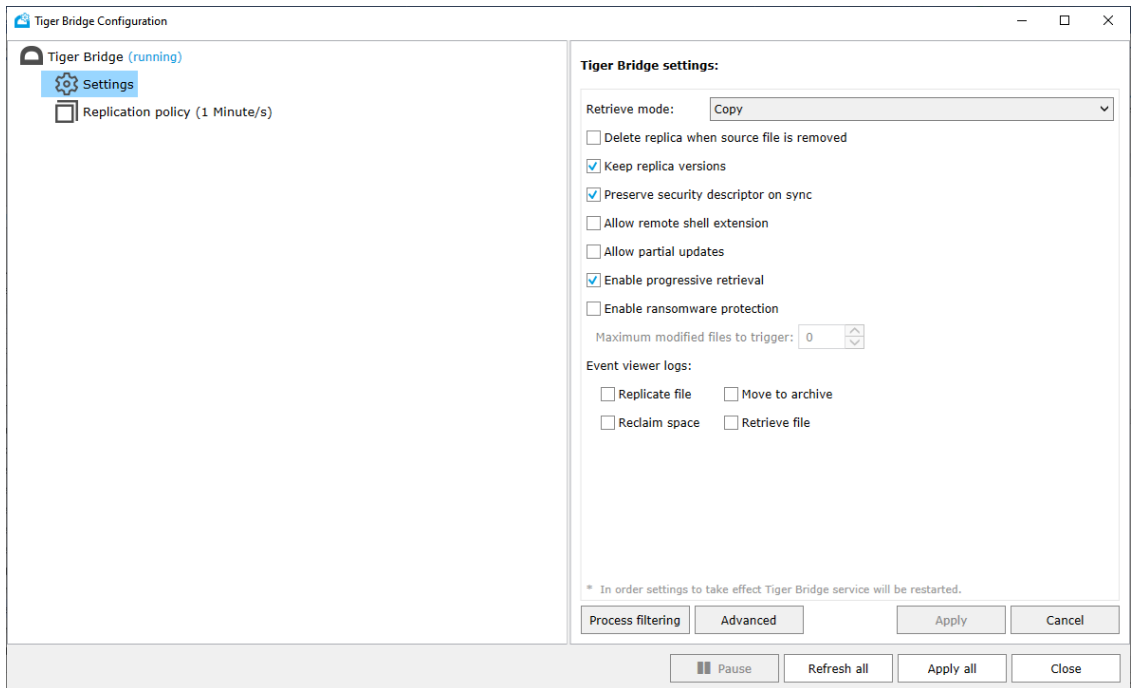 Tiger Bridge Configuration
Tiger Bridge (running)
Settings
Replication policy (1 Minute/s)
Tiger Bridge settings:
Retrieve mode: Copy
Delete replica when source file is removed
Keep replica versions
Preserve security descriptor on sync
Allow remote shell extension
Allow partial updates
Enable progressive retrieval
Enable ransomware protection
Maximum modified files to trigger: 0
Event viewer logs:
Replicate file Move to archive
Reclaim space Retrieve file
* In order settings to take effect Tiger Bridge service will be restarted.
Process filtering Advanced Apply Cancel
Pause Refresh all Apply all Close